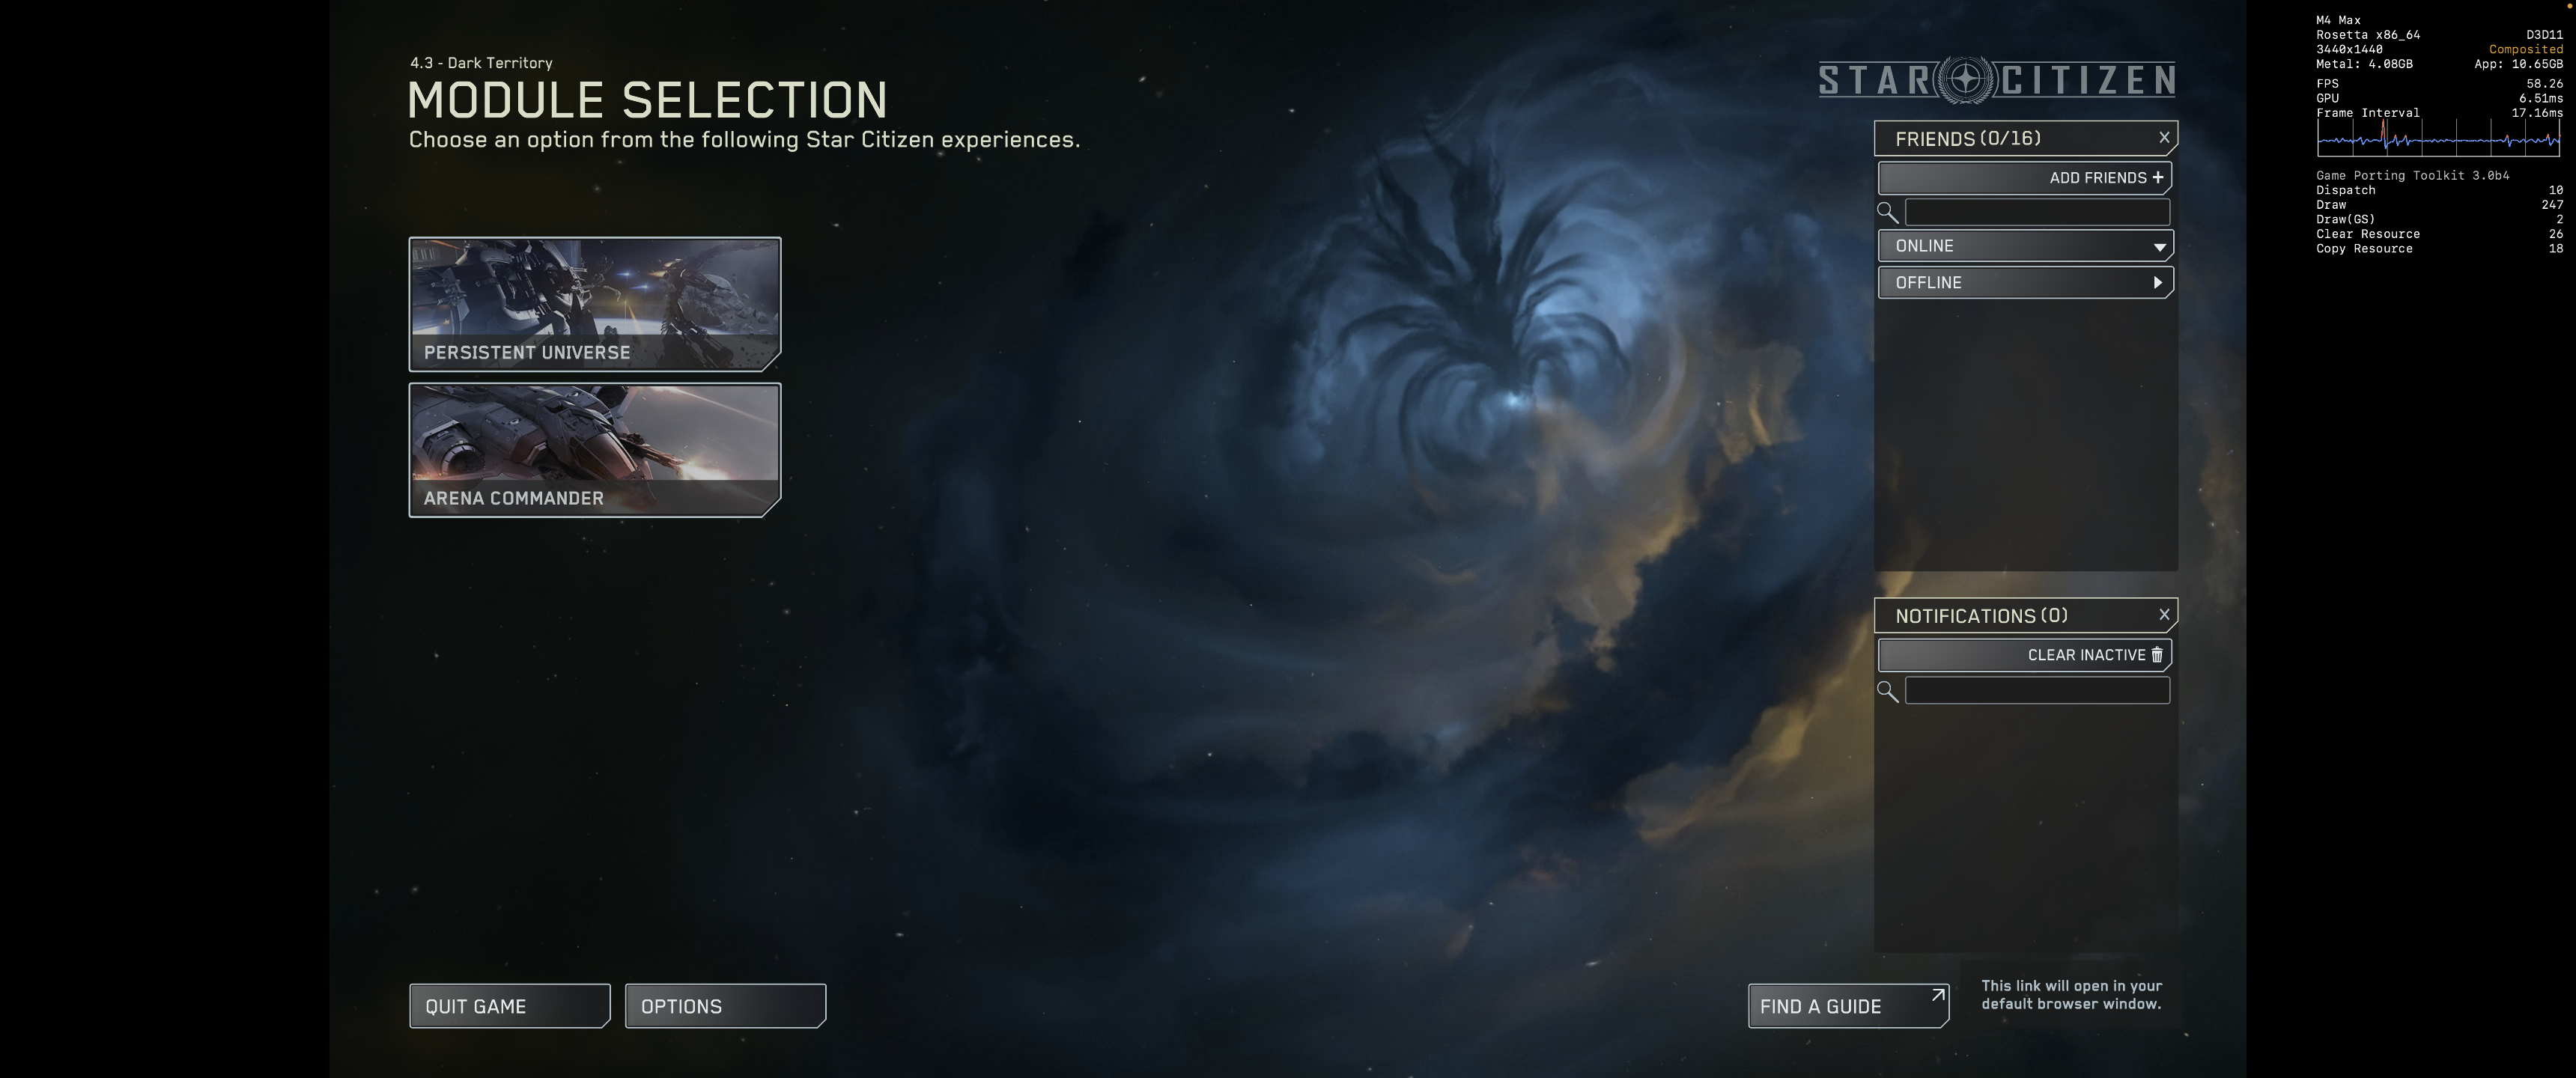 4.3 - Dark Territory
MODULE SELECTION
Choose an option from the following Star Citizen experiences.
PERSISTENT UNIVERSE
ARENA COMMANDER
QUIT GAME
OPTIONS
STAR CITIZEN
FRIENDS (0/16) X
ADD FRIENDS +
ONLINE
OFFLINE
NOTIFICATIONS (0) X
CLEAR INACTIVE
FIND A GUIDE
This link will open in your
default browser window.
M4 Max
Rosetta x86_64 D3D11
3440x1440 Composited
Metal: 4.08GB App: 10.65GB
FPS 58.26
GPU 6.51ms
Frame Interval 17.16ms
Game Porting Toolkit 3.0b4
Dispatch 10
Draw 247
Draw(GS) 2
Clear Resource 26
Copy Resource 18